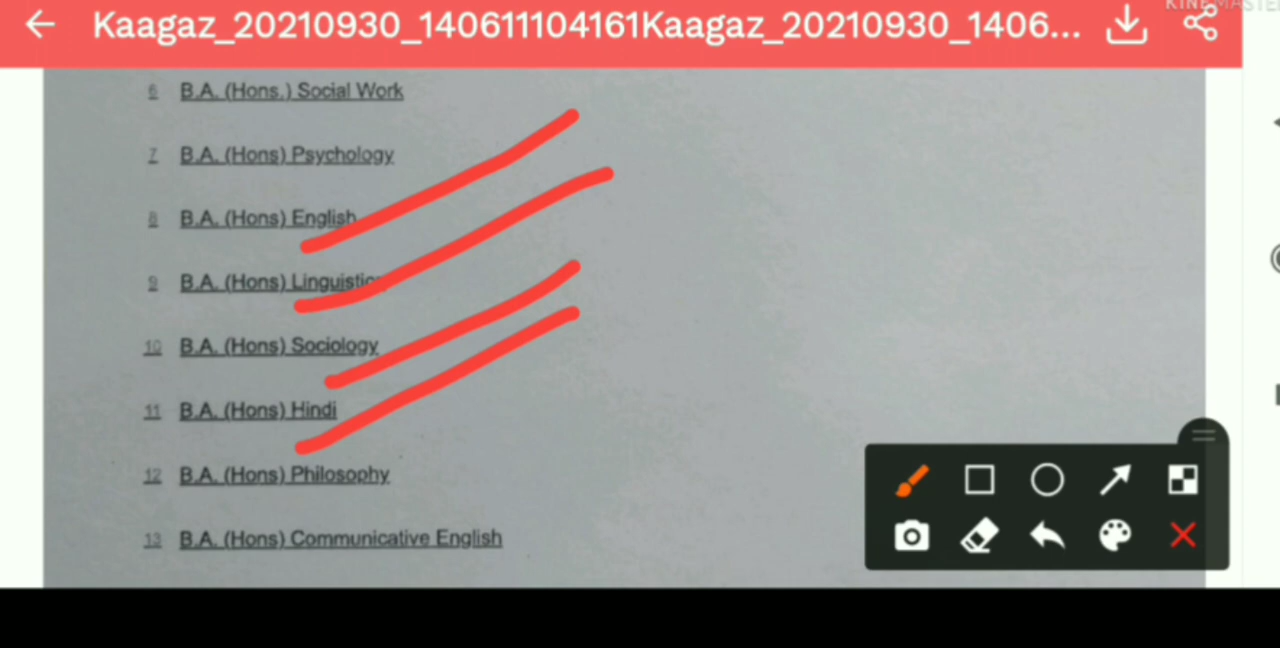 KINEMASTER
Kaagaz_20210930_140611104161Kaagaz_20210930_1406...
6 B.A. (Hons.) Social Work
7 B.A. (Hons) Psychology
8 B.A. (Hons) English
9 B.A. (Hons) Linguistics
10 B.A. (Hons) Sociology
11 B.A. (Hons) Hindi
12 B.A. (Hons) Philosophy
13 B.A. (Hons) Communicative English